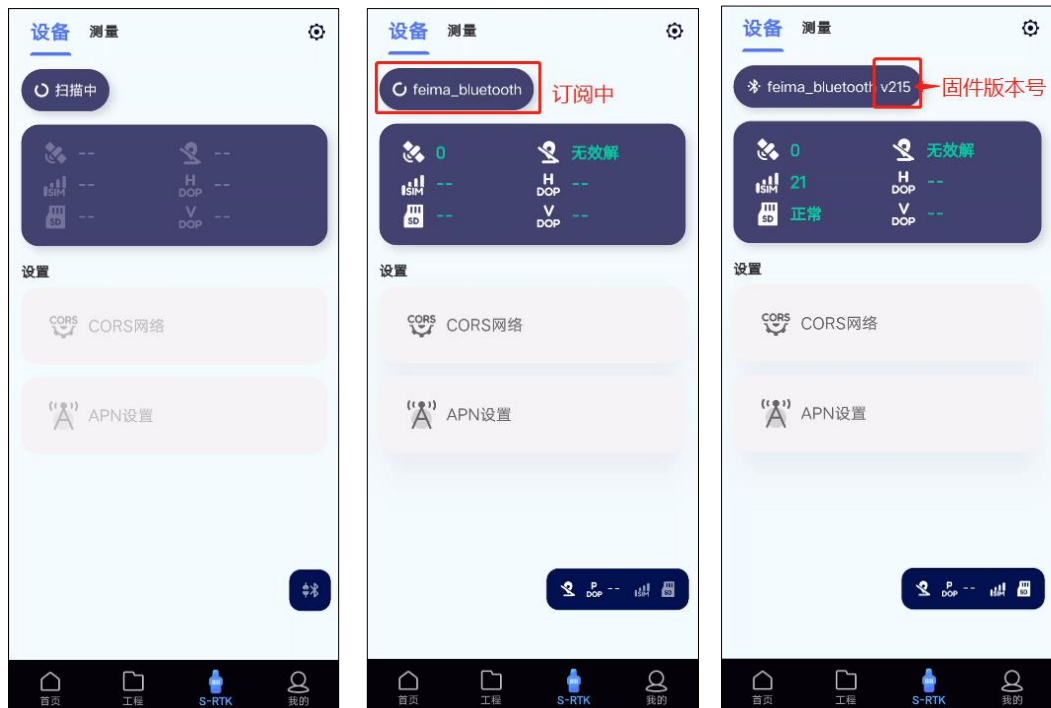 设备 测量
扫描中
-- --
SIM -- H DOP --
SD -- V DOP --
设置
CORS CORS网络
APN设置
首页 工程 S-RTK 我的
设备 测量
feima_bluetooth 订阅中
0 无效解
SIM -- H DOP --
SD -- V DOP --
设置
CORS CORS网络
APN设置
P DOP -- SIM SD
首页 工程 S-RTK 我的
设备 测量
feima_bluetooth v215 固件版本号
0 无效解
SIM 21 H DOP --
SD 正常 V DOP --
设置
CORS CORS网络
APN设置
P DOP -- SIM SD
首页 工程 S-RTK 我的